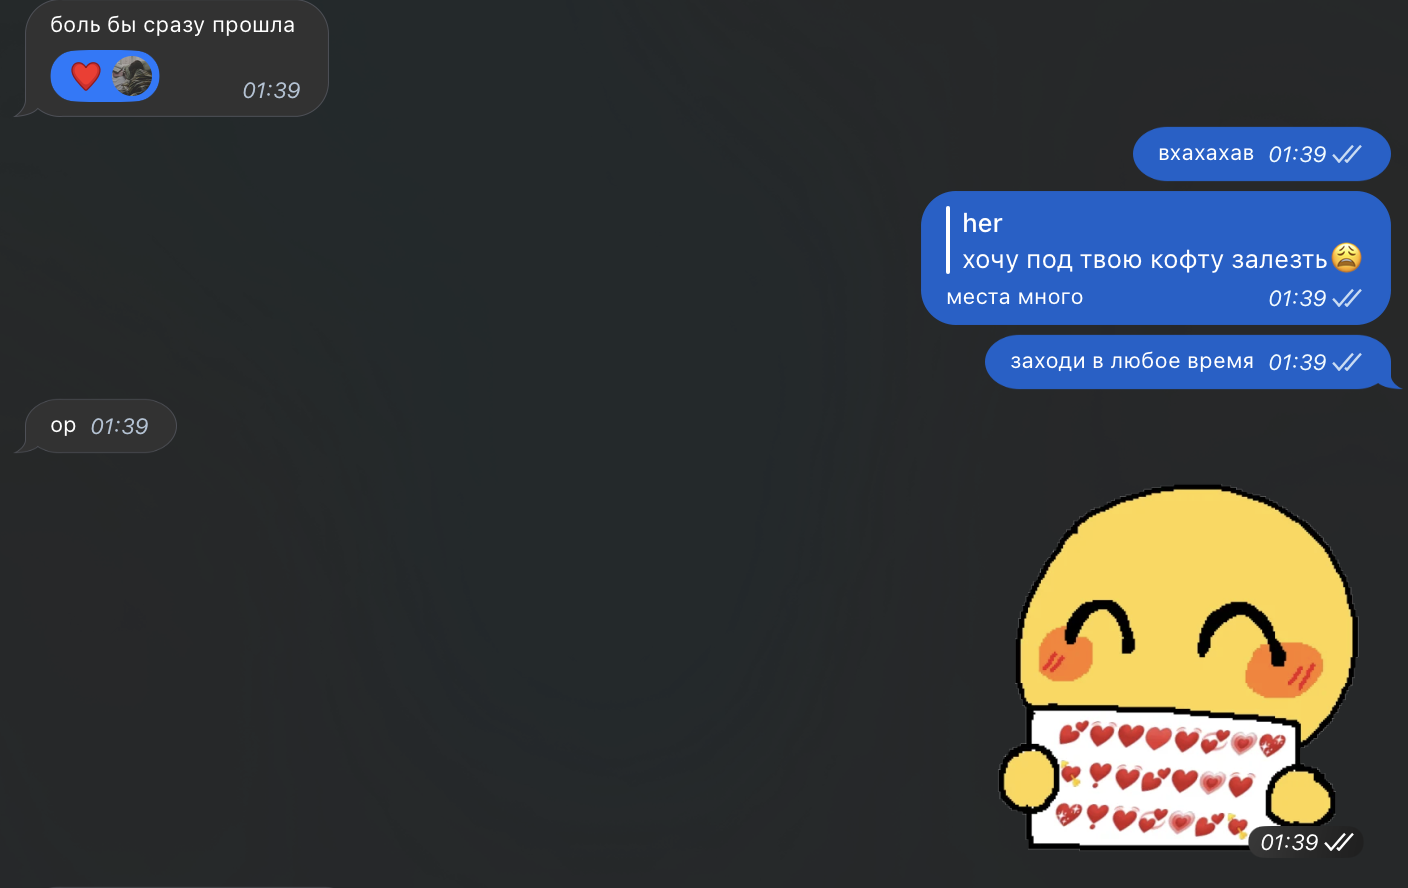 боль бы сразу прошла
❤️ 01:39
вхахахав 01:39
her
хочу под твою кофту залезть😩
места много 01:39
заходи в любое время 01:39
ор 01:39
01:39